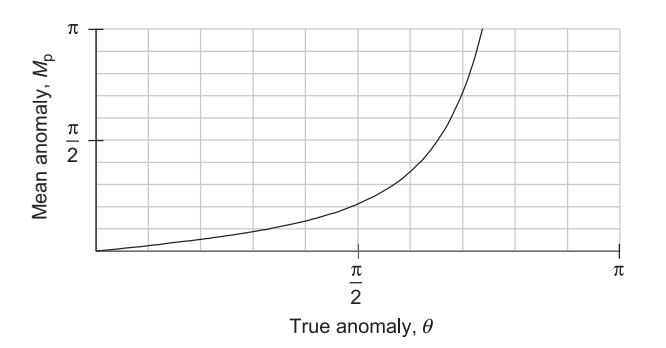 π
Mean anomaly, Mp
π
2
π
2
π
True anomaly, θ